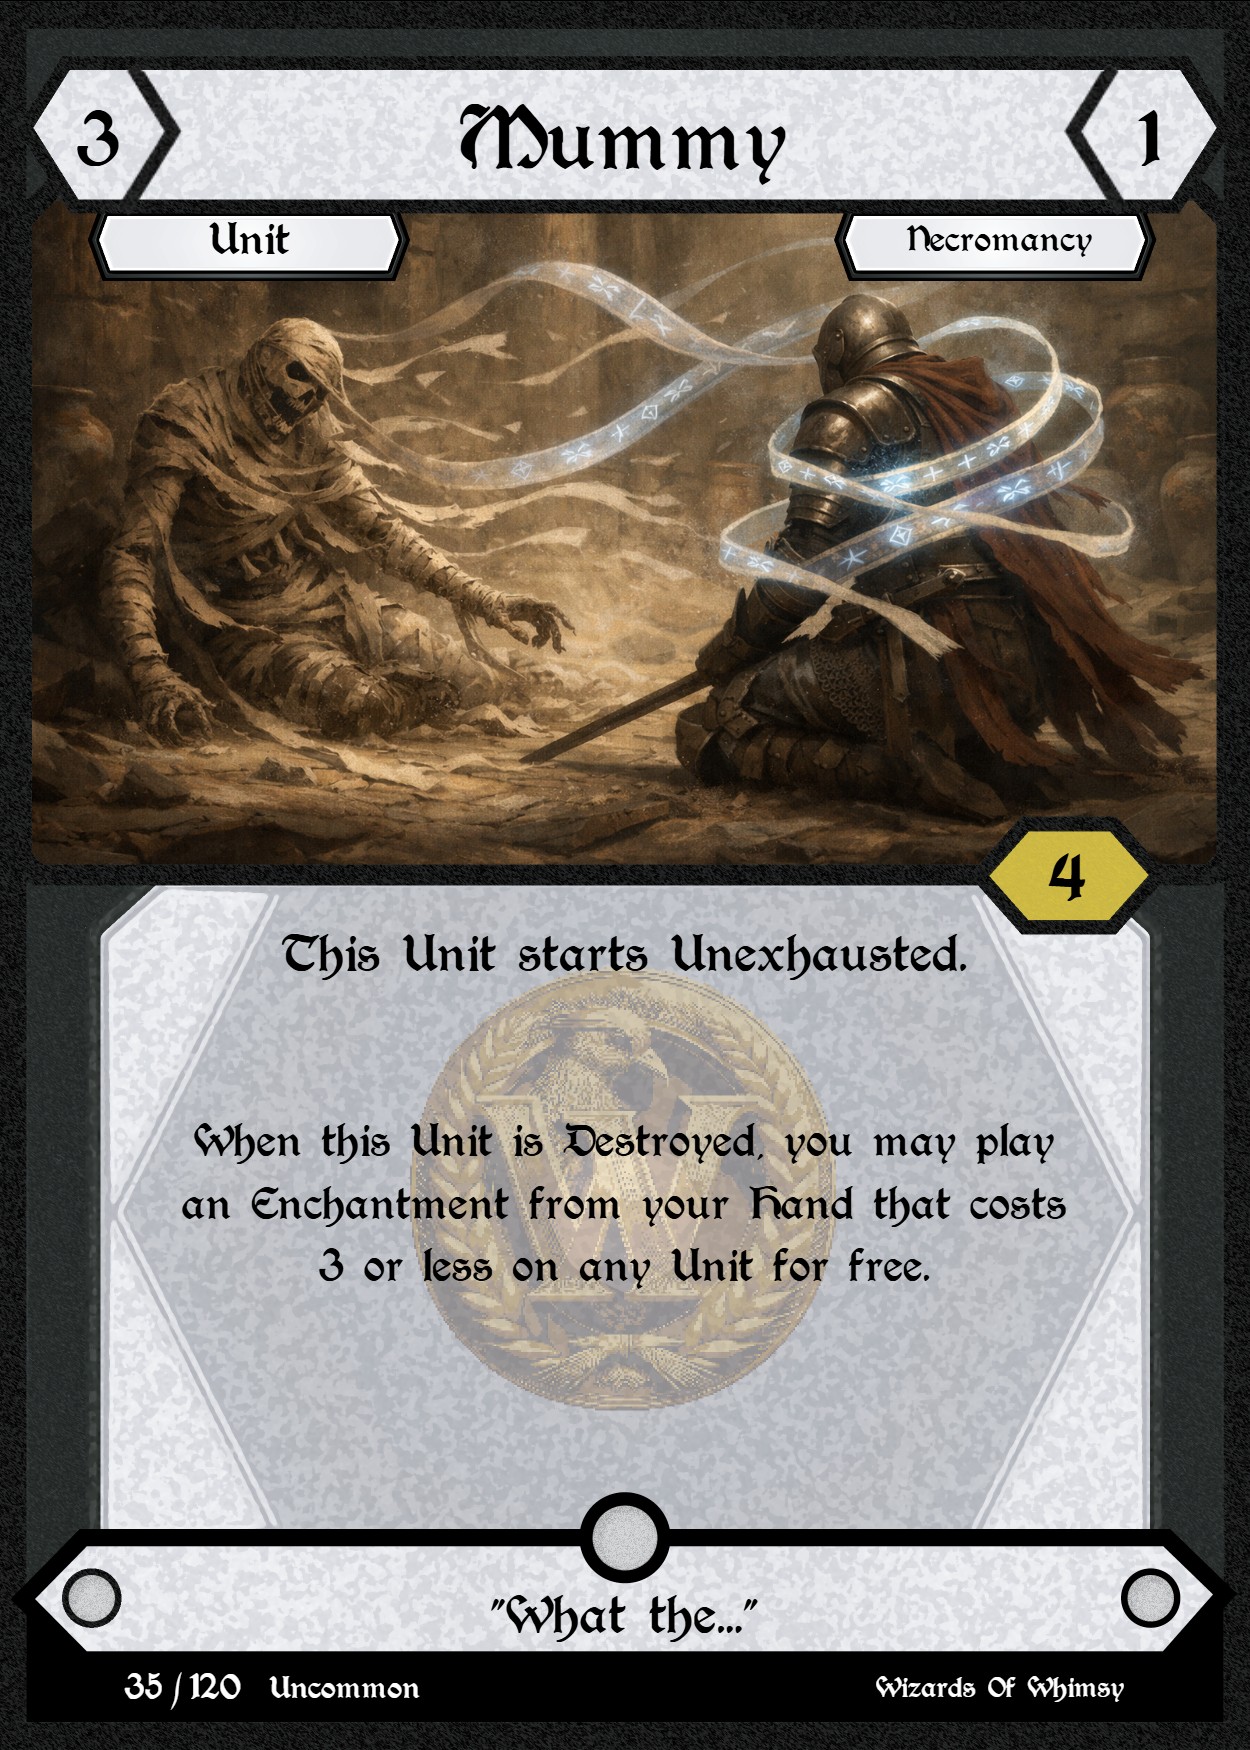 3 Mummy 1
Unit Necromancy
4
This Unit starts Unexhausted.
When this Unit is Destroyed, you may play
an Enchantment from your Hand that costs
3 or less on any Unit for free.
W
"What the..."
35 / 120 Uncommon Wizards Of Whimsy